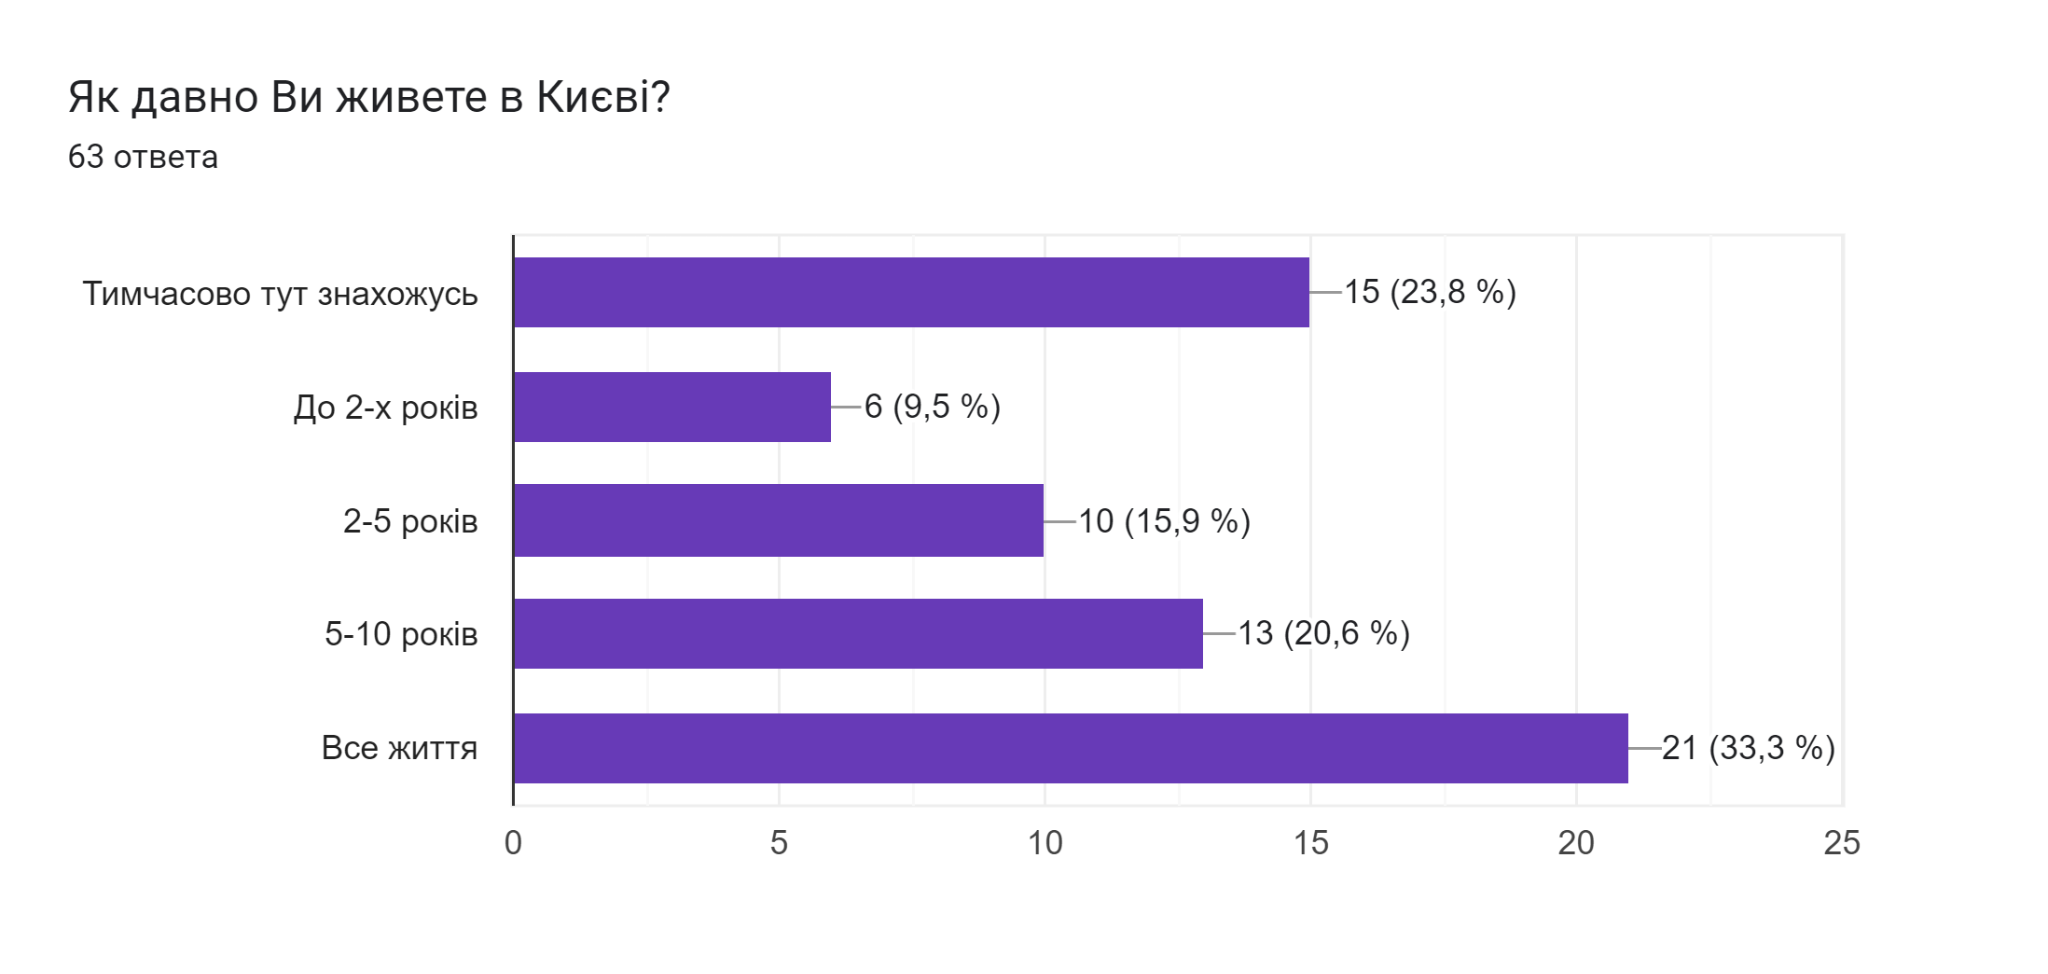 Як давно Ви живете в Києві?
63 ответа
Тимчасово тут знахожусь
15 (23,8 %)
До 2-х років
6 (9,5 %)
2-5 років
10 (15,9 %)
5-10 років
13 (20,6 %)
Все життя
21 (33,3 %)
0 5 10 15 20 25